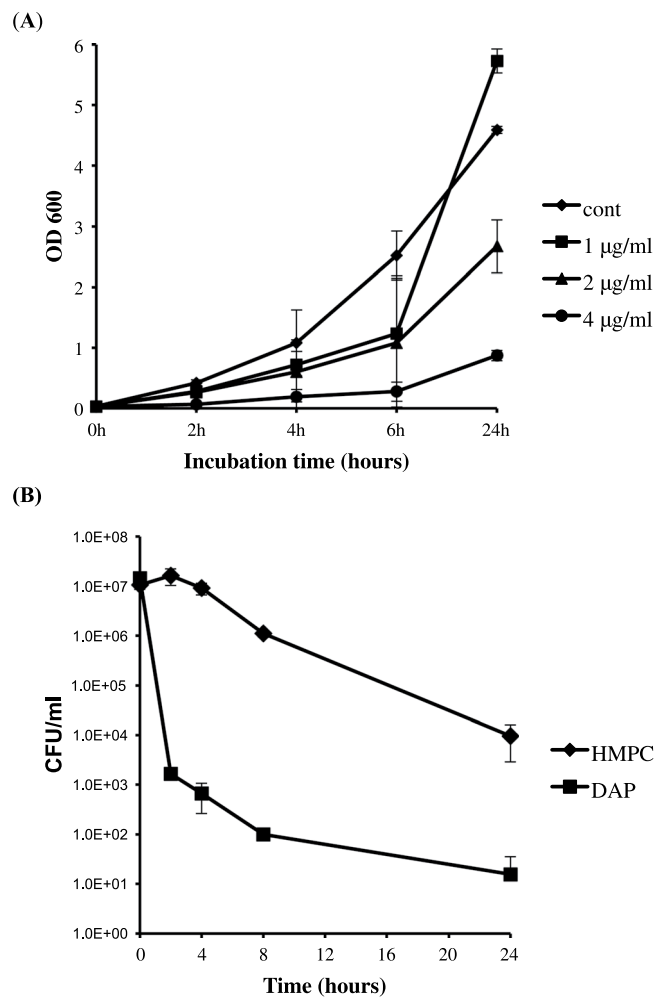 (A)
6
5
4
3
2
1
0
OD 600
0h 2h 4h 6h 24h
Incubation time (hours)
cont
1 µg/ml
2 µg/ml
4 µg/ml
(B)
1.0E+08
1.0E+07
1.0E+06
1.0E+05
1.0E+04
1.0E+03
1.0E+02
1.0E+01
1.0E+00
CFU/ml
0 4 8 12 16 20 24
Time (hours)
HMPC
DAP